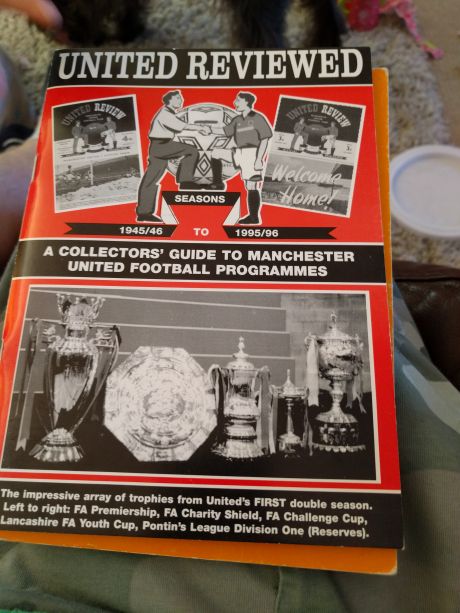 UNITED REVIEWED
UNITED REVIEW
UNITED REVIEW
Welcome
Home!
SEASONS
1945/46 TO 1995/96
A COLLECTORS' GUIDE TO MANCHESTER
UNITED FOOTBALL PROGRAMMES
The impressive array of trophies from United's FIRST double season.
Left to right: FA Premiership, FA Charity Shield, FA Challenge Cup,
Lancashire FA Youth Cup, Pontin's League Division One (Reserves).